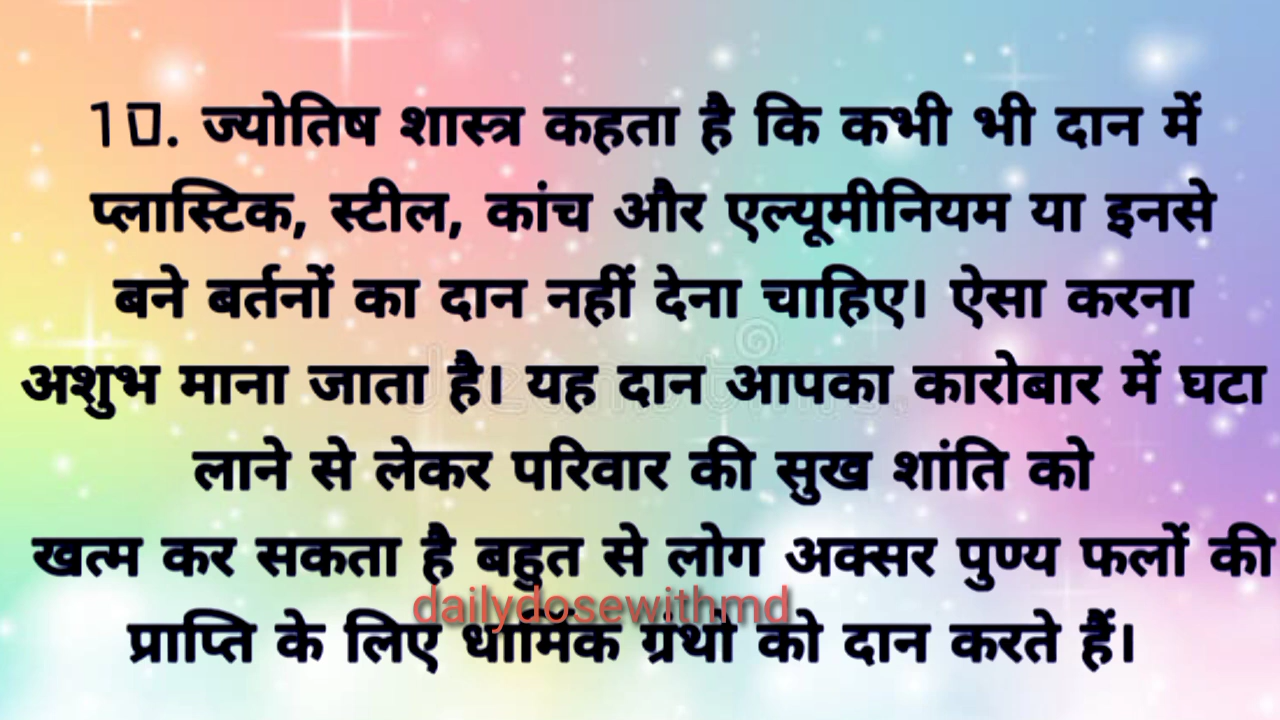 10. ज्योतिष शास्त्र कहता है कि कभी भी दान में
प्लास्टिक, स्टील, कांच और एल्यूमीनियम या इनसे
बने बर्तनों का दान नहीं देना चाहिए। ऐसा करना
अशुभ माना जाता है। यह दान आपका कारोबार में घटा
लाने से लेकर परिवार की सुख शांति को
खत्म कर सकता है बहुत से लोग अक्सर पुण्य फलों की
dailydosewithmd
प्राप्ति के लिए धार्मिक ग्रंथों को दान करते हैं।